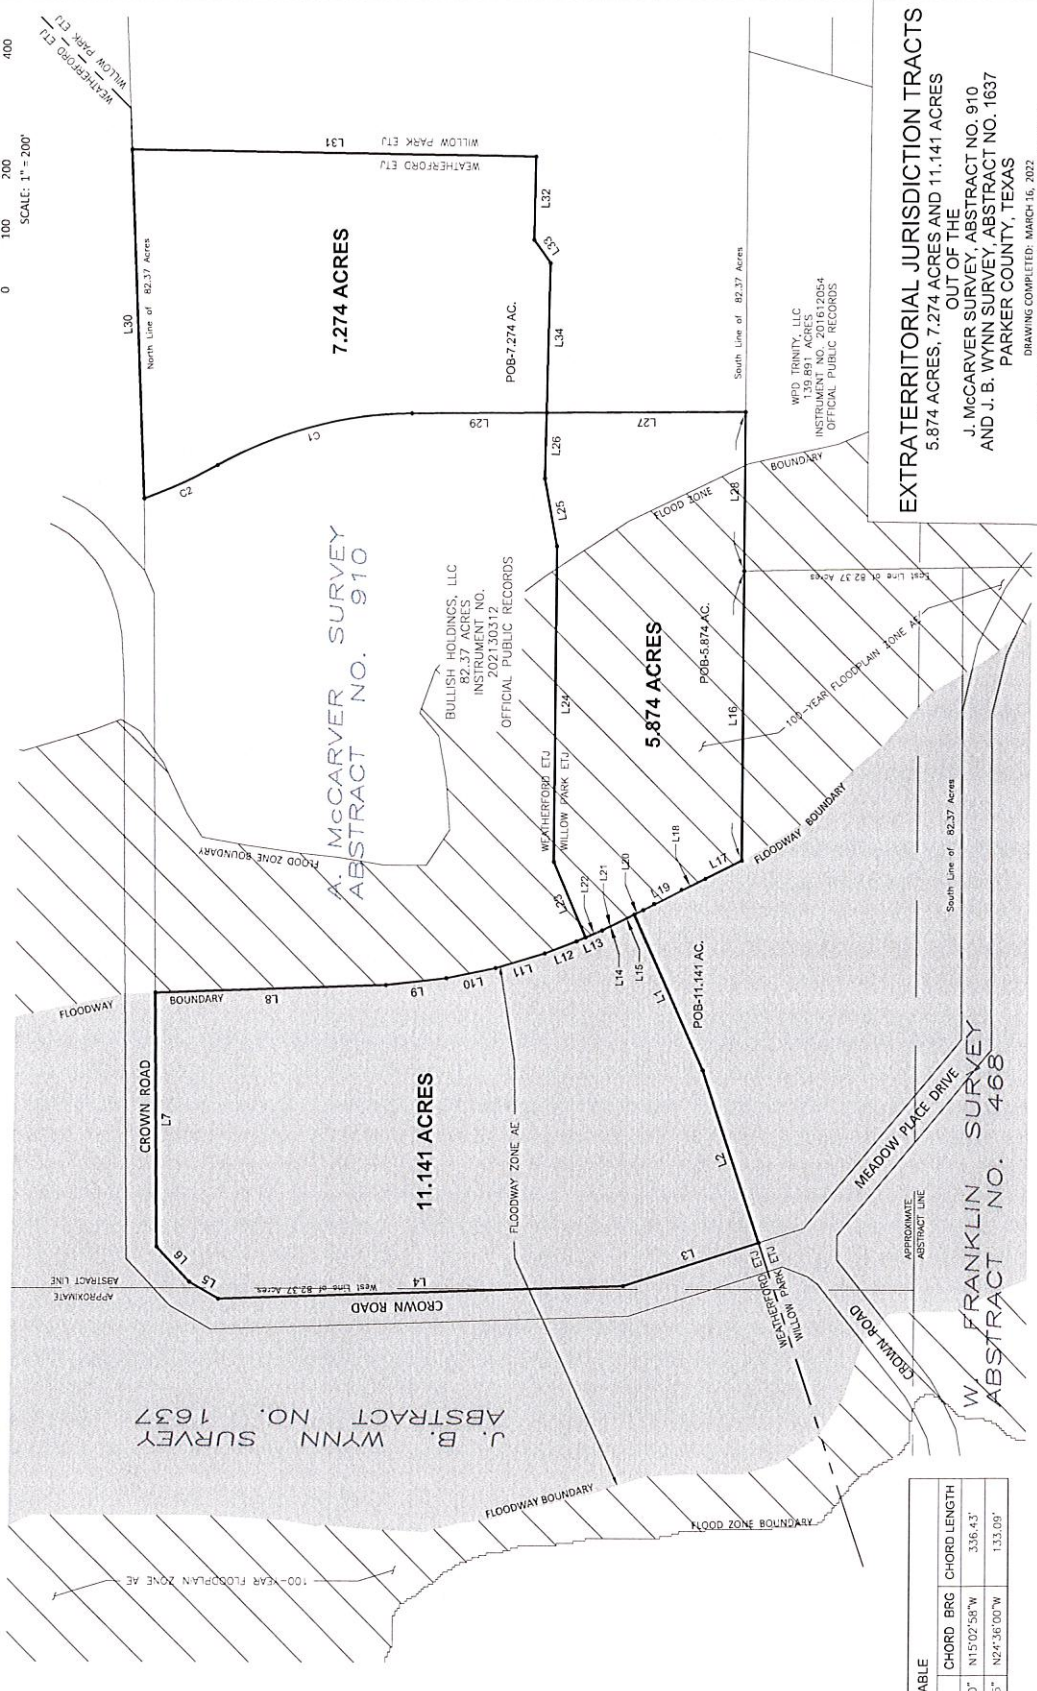 0 100 200 400
SCALE: 1" = 200'
WEATHERFORD ETJ
WILLOW PARK ETJ
L30
North Line of 82.37 Acres
L31
WILLOW PARK ETJ
WEATHERFORD ETJ
7.274 ACRES
L32
L33
POB-7.274 AC.
L34
C1
C2
L29
L27
L26
L25
South Line of 82.37 Acres
WPD TRINITY, LLC
139.891 ACRES
INSTRUMENT NO. 201612054
OFFICIAL PUBLIC RECORDS
EXTRATERRITORIAL JURISDICTION TRACTS
5.874 ACRES, 7.274 ACRES AND 11.141 ACRES
OUT OF THE
J. McCARVER SURVEY, ABSTRACT NO. 910
AND J. B. WYNN SURVEY, ABSTRACT NO. 1637
PARKER COUNTY, TEXAS
DRAWING COMPLETED: MARCH 16, 2022
A. McCARVER SURVEY
ABSTRACT NO. 910
BULLISH HOLDINGS, LLC
82.37 ACRES
INSTRUMENT NO.
202130312
OFFICIAL PUBLIC RECORDS
FLOOD ZONE
BOUNDARY
L28
East Line of 82.37 Acres
L24
5.874 ACRES
POB-5.874 AC.
L16
100-YEAR FLOODPLAIN ZONE AE
WEATHERFORD ETJ
WILLOW PARK ETJ
FLOOD ZONE BOUNDARY
L23
L22
L21
L20
L19
L18
L17
FLOODWAY BOUNDARY
South Line of 82.37 Acres
FLOODWAY
BOUNDARY
L8
L9
L10
L11
L12
L13
L14
L15
L1
POB-11.141 AC.
CROWN ROAD
L7
11.141 ACRES
FLOODWAY ZONE AE
L2
MEADOW PLACE DRIVE
W. FRANKLIN SURVEY
ABSTRACT NO. 468
APPROXIMATE
ABSTRACT LINE
L6
L5
APPROXIMATE
ABSTRACT LINE
West Line of 82.37 Acres
L4
CROWN ROAD
L3
WEATHERFORD ETJ
WILLOW PARK ETJ
CROWN ROAD
J. B. WYNN SURVEY
ABSTRACT NO. 1637
FLOODWAY BOUNDARY
FLOOD ZONE BOUNDARY
100-YEAR FLOODPLAIN ZONE AE
ABLE
CHORD BRG CHORD LENGTH
N15°02'58"W 336.43'
N24°36'00"W 133.09'